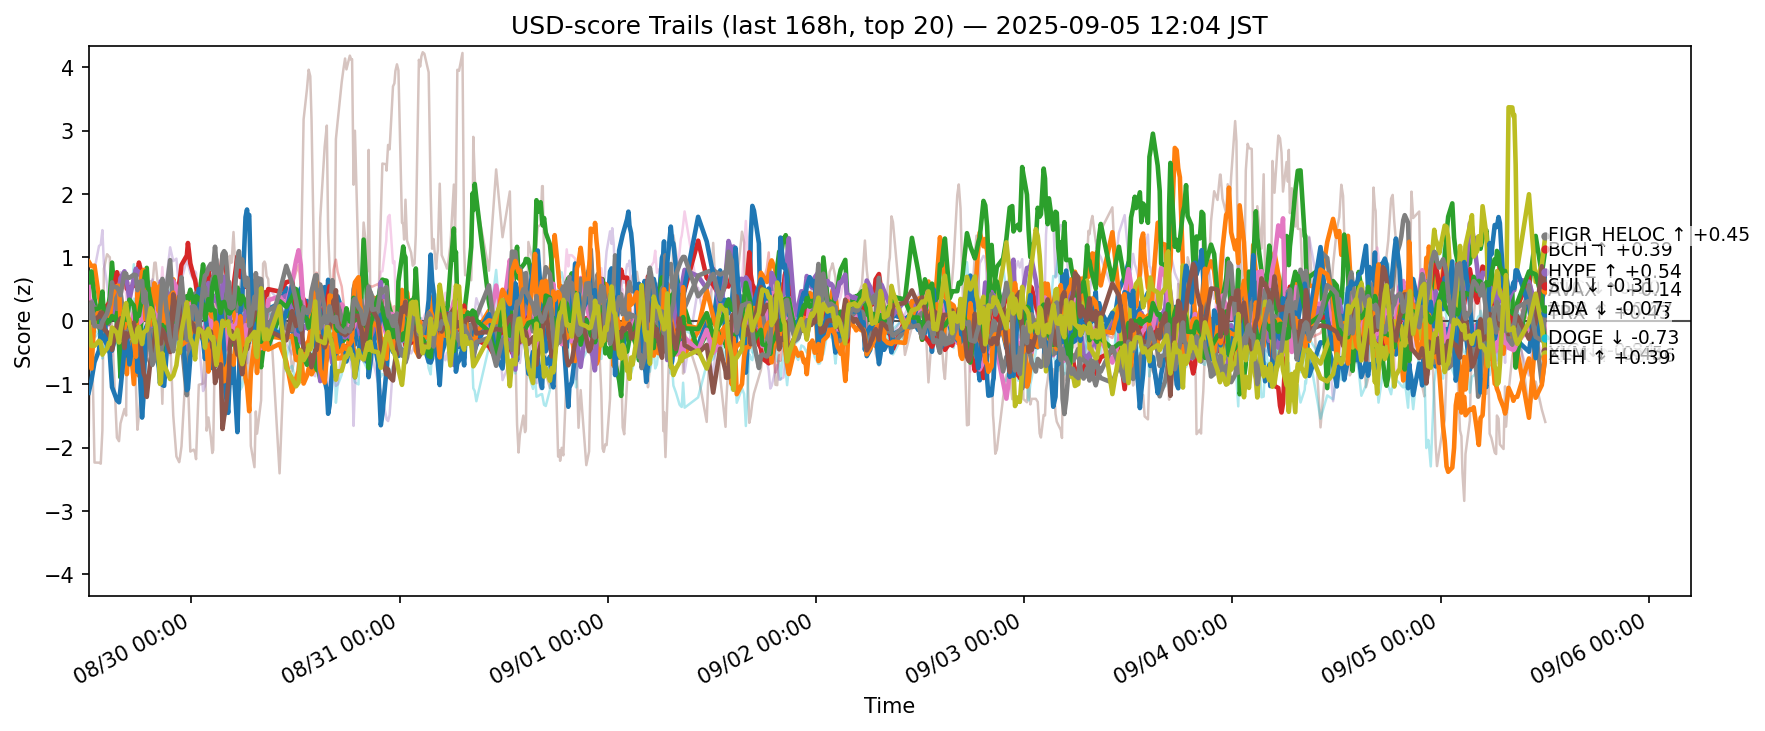 USD-score Trails (last 168h, top 20) — 2025-09-05 12:04 JST
Score (z)
4
3
2
1
0
−1
−2
−3
−4
FIGR_HELOC ↑ +0.45
BCH ↑ +0.39
HYPE ↑ +0.54
SUI ↓ -0.31
ADA ↓ -0.07
DOGE ↓ -0.73
ETH ↑ +0.39
08/30 00:00
08/31 00:00
09/01 00:00
09/02 00:00
09/03 00:00
09/04 00:00
09/05 00:00
09/06 00:00
Time